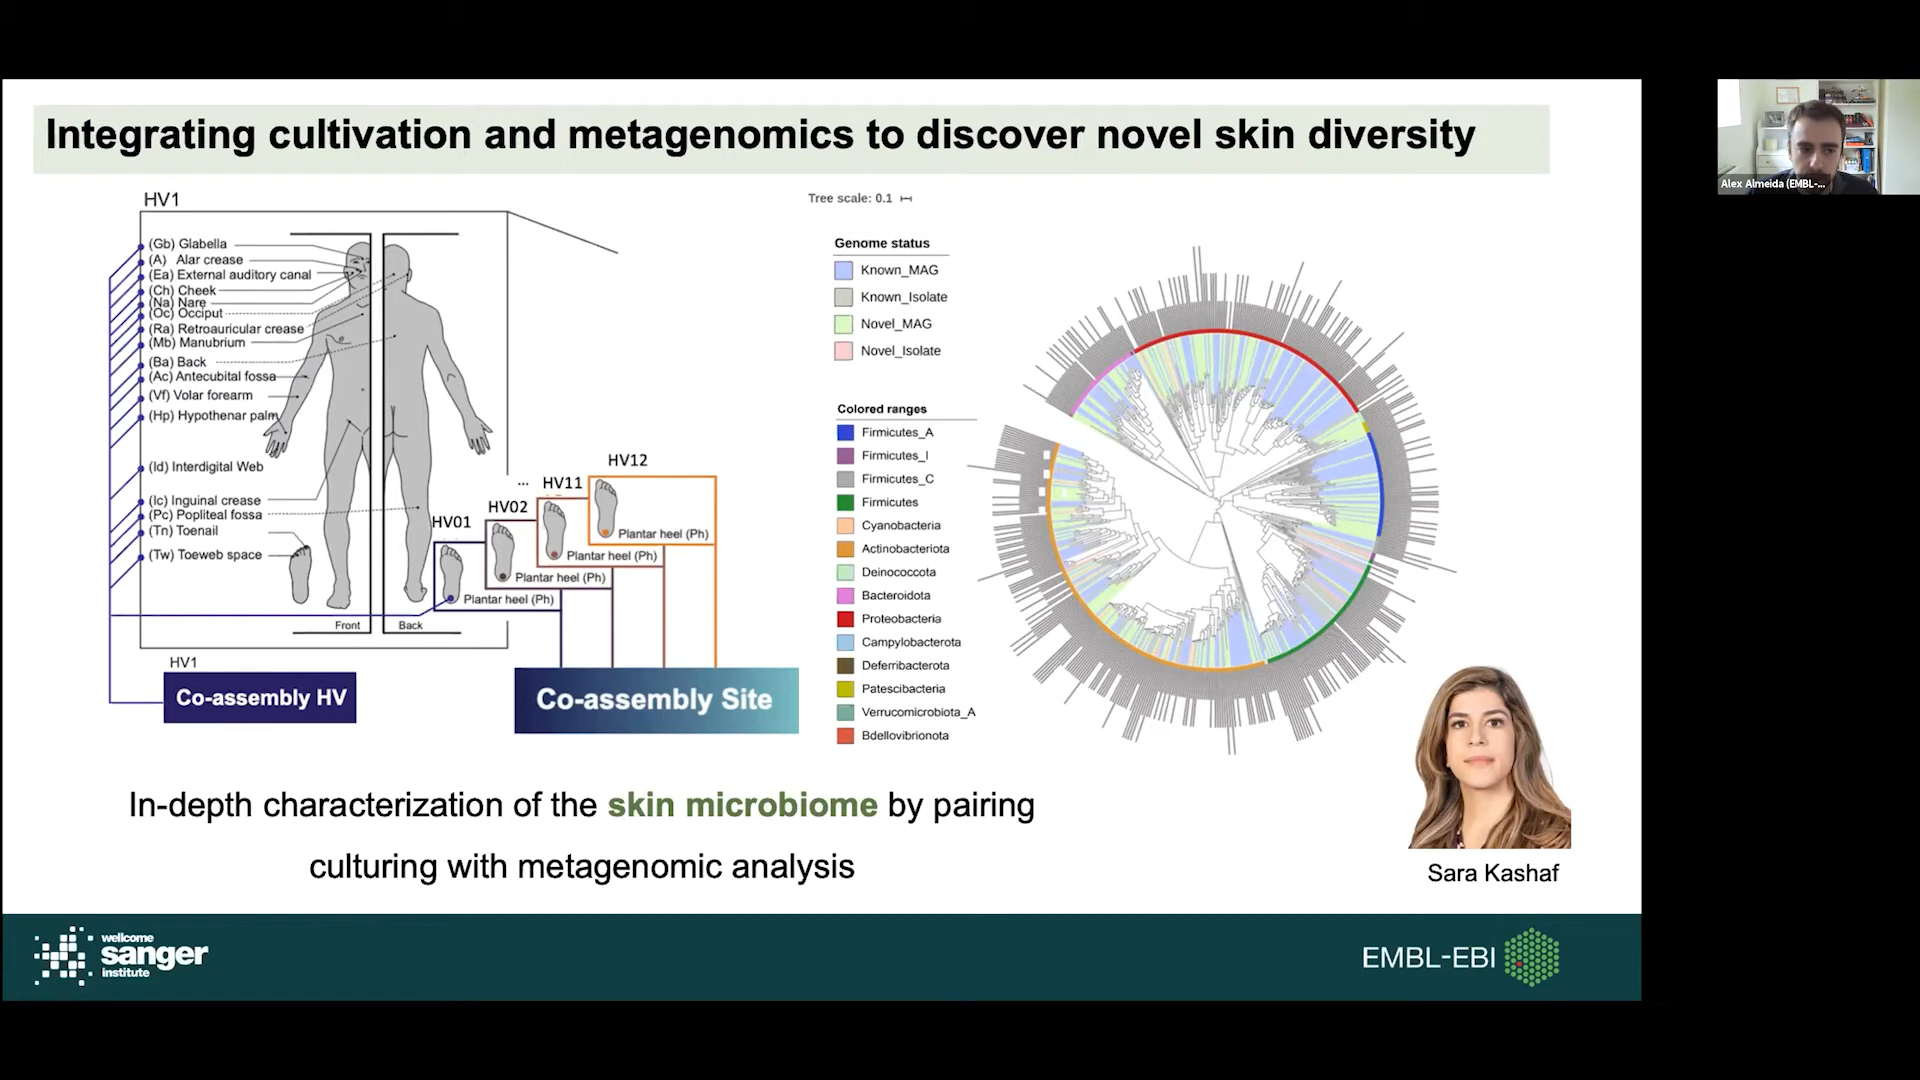 Integrating cultivation and metagenomics to discover novel skin diversity
HV1
(Gb) Glabella
(A) Alar crease
(Ea) External auditory canal
(Ch) Cheek
(Na) Nare
(Oc) Occiput
(Ra) Retroauricular crease
(Mb) Manubrium
(Ba) Back
(Ac) Antecubital fossa
(Vf) Volar forearm
(Hp) Hypothenar palm
(Id) Interdigital Web
(Ic) Inguinal crease
(Pc) Popliteal fossa
(Tn) Toenail
(Tw) Toeweb space
Front
Back
HV01
HV02
...
HV11
HV12
Plantar heel (Ph)
Plantar heel (Ph)
Plantar heel (Ph)
Plantar heel (Ph)
HV1
Co-assembly HV
Co-assembly Site
Tree scale: 0.1
Genome status
Known_MAG
Known_Isolate
Novel_MAG
Novel_Isolate
Colored ranges
Firmicutes_A
Firmicutes_I
Firmicutes_C
Firmicutes
Cyanobacteria
Actinobacteriota
Deinococcota
Bacteroidota
Proteobacteria
Campylobacterota
Deferribacterota
Patescibacteria
Verrucomicrobiota_A
Bdellovibrionota
In-depth characterization of the skin microbiome by pairing
culturing with metagenomic analysis
Sara Kashaf
wellcome
sanger
institute
EMBL-EBI
Alex Almeida (EMBL-...